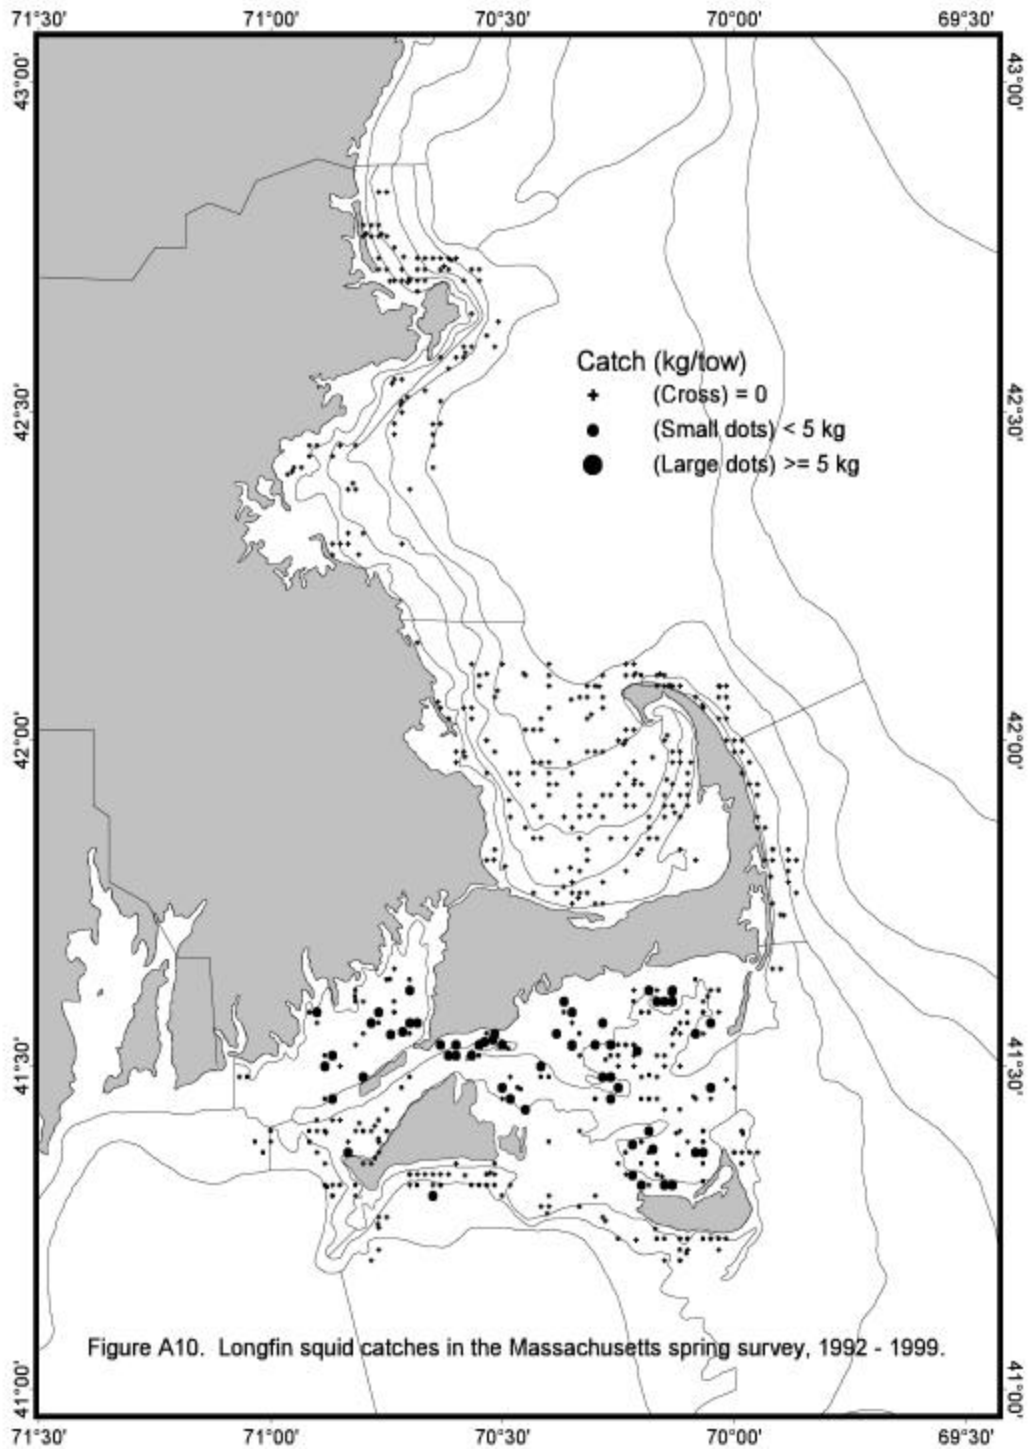 71°30' 71°00' 70°30' 70°00' 69°30'
43°00' 43°00'
Catch (kg/tow)
(Cross) = 0
42°30' 42°30'
(Small dots) < 5 kg
(Large dots) >= 5 kg
42°00' 42°00'
41°30' 41°30'
Figure A10. Longfin squid catches in the Massachusetts spring survey, 1992 - 1999.
41°00' 41°00'
71°30' 71°00' 70°30' 70°00' 69°30'